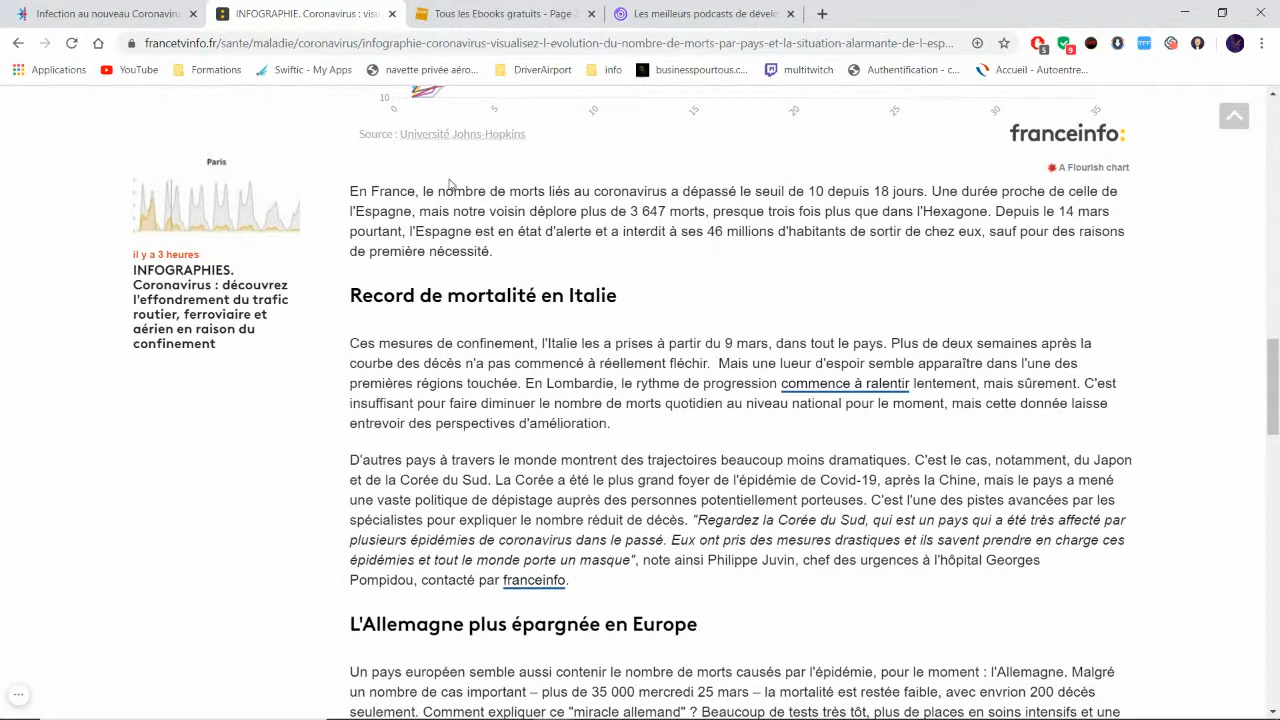 Infection au Coronavirus
INFOGRAPHIE. Coronavirus : visu
Tous les Ebooks gratuits - Page 2
Les meilleurs podcasts de dévelo
francetvinfo.fr/sante/maladie/coronavirus/infographie-coronavirus-visualisez-l-evolution-du-nombre-de-morts-par-pays-et-la-situation-alarmante-de-l-esp...
5
9
TFF
Applications
YouTube
Formations
Swiftic - My Apps
navette privée aéro...
DriverAirport
info
businesspourtous.c...
multitwitch
Authentification - c...
Accueil - Autoentre...
10
0
5
10
15
20
25
30
35
Source : Université Johns-Hopkins
franceinfo:
A Flourish chart
Paris
il y a 3 heures
INFOGRAPHIES.
Coronavirus : découvrez
l'effondrement du trafic
routier, ferroviaire et
aérien en raison du
confinement
En France, le nombre de morts liés au coronavirus a dépassé le seuil de 10 depuis 18 jours. Une durée proche de celle de
l'Espagne, mais notre voisin déplore plus de 3 647 morts, presque trois fois plus que dans l'Hexagone. Depuis le 14 mars
pourtant, l'Espagne est en état d'alerte et a interdit à ses 46 millions d'habitants de sortir de chez eux, sauf pour des raisons
de première nécessité.
Record de mortalité en Italie
Ces mesures de confinement, l'Italie les a prises à partir du 9 mars, dans tout le pays. Plus de deux semaines après la
courbe des décès n'a pas commencé à réellement fléchir. Mais une lueur d'espoir semble apparaître dans l'une des
premières régions touchée. En Lombardie, le rythme de progression commence à ralentir lentement, mais sûrement. C'est
insuffisant pour faire diminuer le nombre de morts quotidien au niveau national pour le moment, mais cette donnée laisse
entrevoir des perspectives d'amélioration.
D'autres pays à travers le monde montrent des trajectoires beaucoup moins dramatiques. C'est le cas, notamment, du Japon
et de la Corée du Sud. La Corée a été le plus grand foyer de l'épidémie de Covid-19, après la Chine, mais le pays a mené
une vaste politique de dépistage auprès des personnes potentiellement porteuses. C'est l'une des pistes avancées par les
spécialistes pour expliquer le nombre réduit de décès. "Regardez la Corée du Sud, qui est un pays qui a été très affecté par
plusieurs épidémies de coronavirus dans le passé. Eux ont pris des mesures drastiques et ils savent prendre en charge ces
épidémies et tout le monde porte un masque", note ainsi Philippe Juvin, chef des urgences à l'hôpital Georges
Pompidou, contacté par franceinfo.
L'Allemagne plus épargnée en Europe
Un pays européen semble aussi contenir le nombre de morts causés par l'épidémie, pour le moment : l'Allemagne. Malgré
un nombre de cas important – plus de 35 000 mercredi 25 mars – la mortalité est restée faible, avec envrion 200 décès
seulement. Comment expliquer ce "miracle allemand" ? Beaucoup de tests très tôt, plus de places en soins intensifs et une